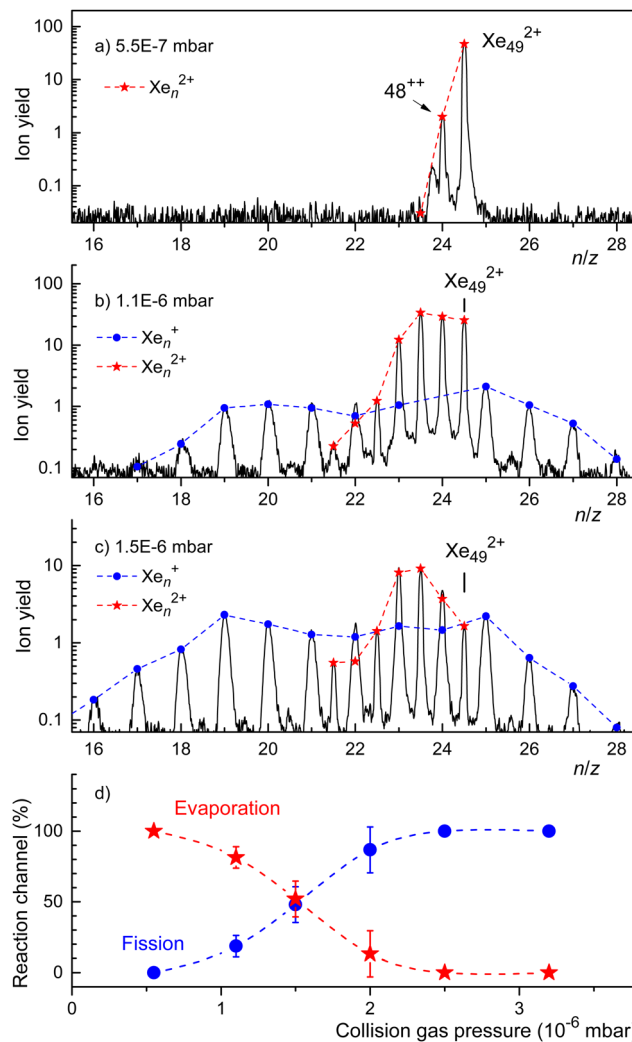 a) 5.5E-7 mbar
Xeₙ²⁺
48⁺⁺
Xe₄₉²⁺
Ion yield
100
10
1
0.1
16 18 20 22 24 26 28
n/z
b) 1.1E-6 mbar
Xeₙ⁺
Xeₙ²⁺
Xe₄₉²⁺
Ion yield
100
10
1
0.1
16 18 20 22 24 26 28
n/z
c) 1.5E-6 mbar
Xeₙ⁺
Xeₙ²⁺
Xe₄₉²⁺
Ion yield
10
1
0.1
16 18 20 22 24 26 28
n/z
d)
Evaporation
Fission
Reaction channel (%)
100
50
0
0 1 2 3
Collision gas pressure (10⁻⁶ mbar